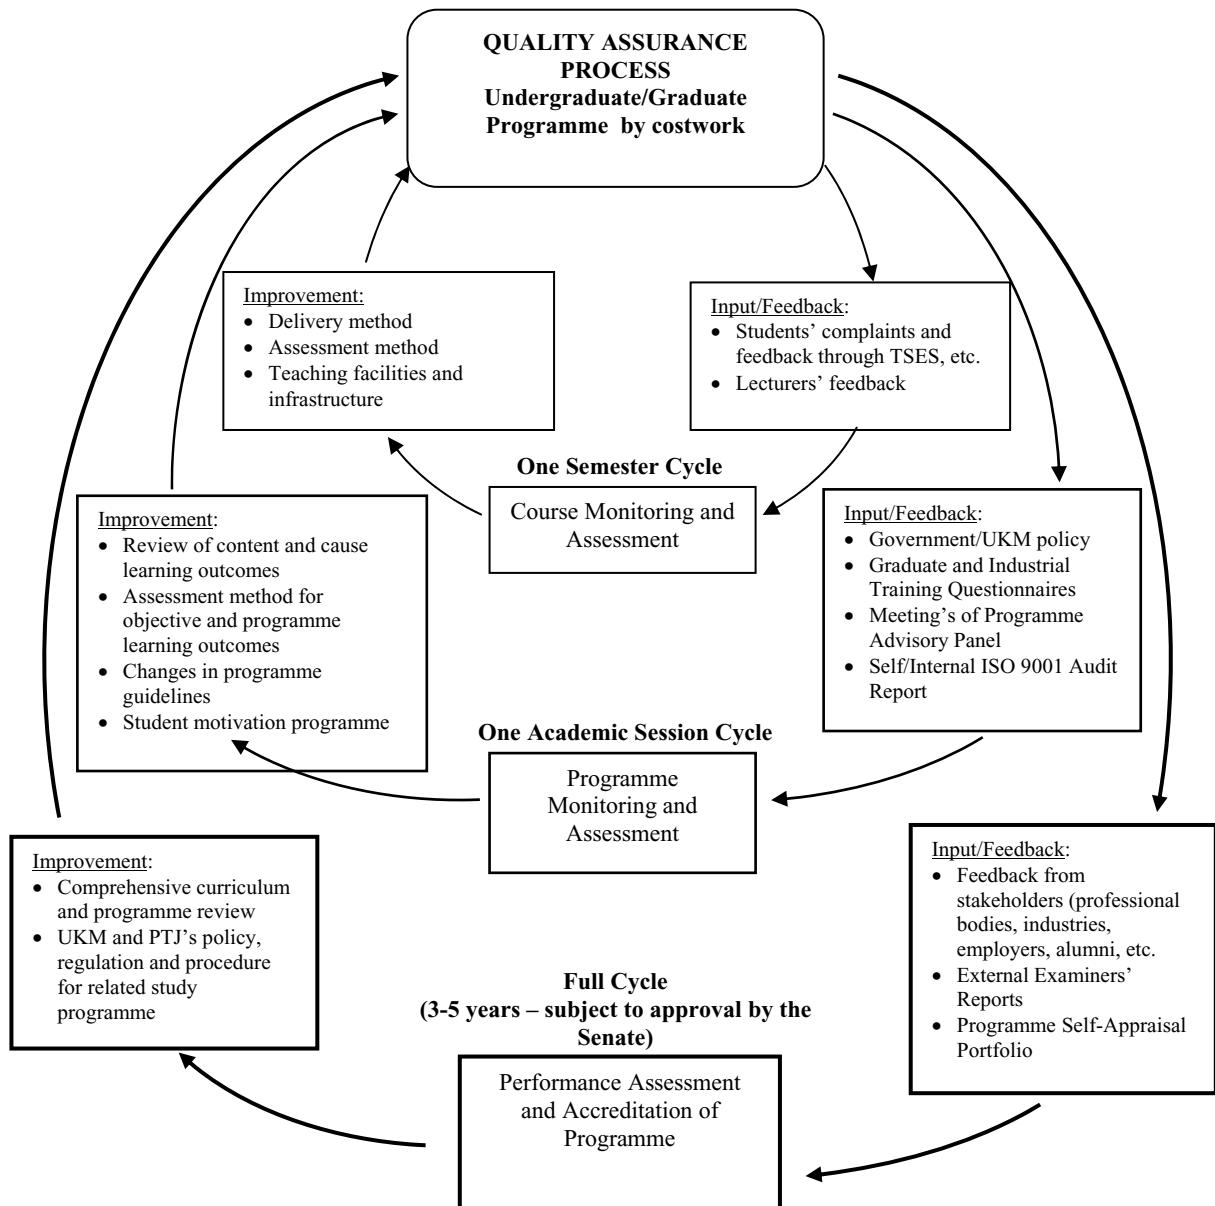 QUALITY ASSURANCE
PROCESS
Undergraduate/Graduate
Programme by costwork
Improvement:
• Delivery method
• Assessment method
• Teaching facilities and
infrastructure
Input/Feedback:
• Students’ complaints and
feedback through TSES, etc.
• Lecturers’ feedback
One Semester Cycle
Course Monitoring and
Assessment
Improvement:
• Review of content and cause
learning outcomes
• Assessment method for
objective and programme
learning outcomes
• Changes in programme
guidelines
• Student motivation programme
Input/Feedback:
• Government/UKM policy
• Graduate and Industrial
Training Questionnaires
• Meeting’s of Programme
Advisory Panel
• Self/Internal ISO 9001 Audit
Report
One Academic Session Cycle
Programme
Monitoring and
Assessment
Improvement:
• Comprehensive curriculum
and programme review
• UKM and PTJ’s policy,
regulation and procedure
for related study
programme
Input/Feedback:
• Feedback from
stakeholders (professional
bodies, industries,
employers, alumni, etc.
• External Examiners’
Reports
• Programme Self-Appraisal
Portfolio
Full Cycle
(3-5 years – subject to approval by the
Senate)
Performance Assessment
and Accreditation of
Programme